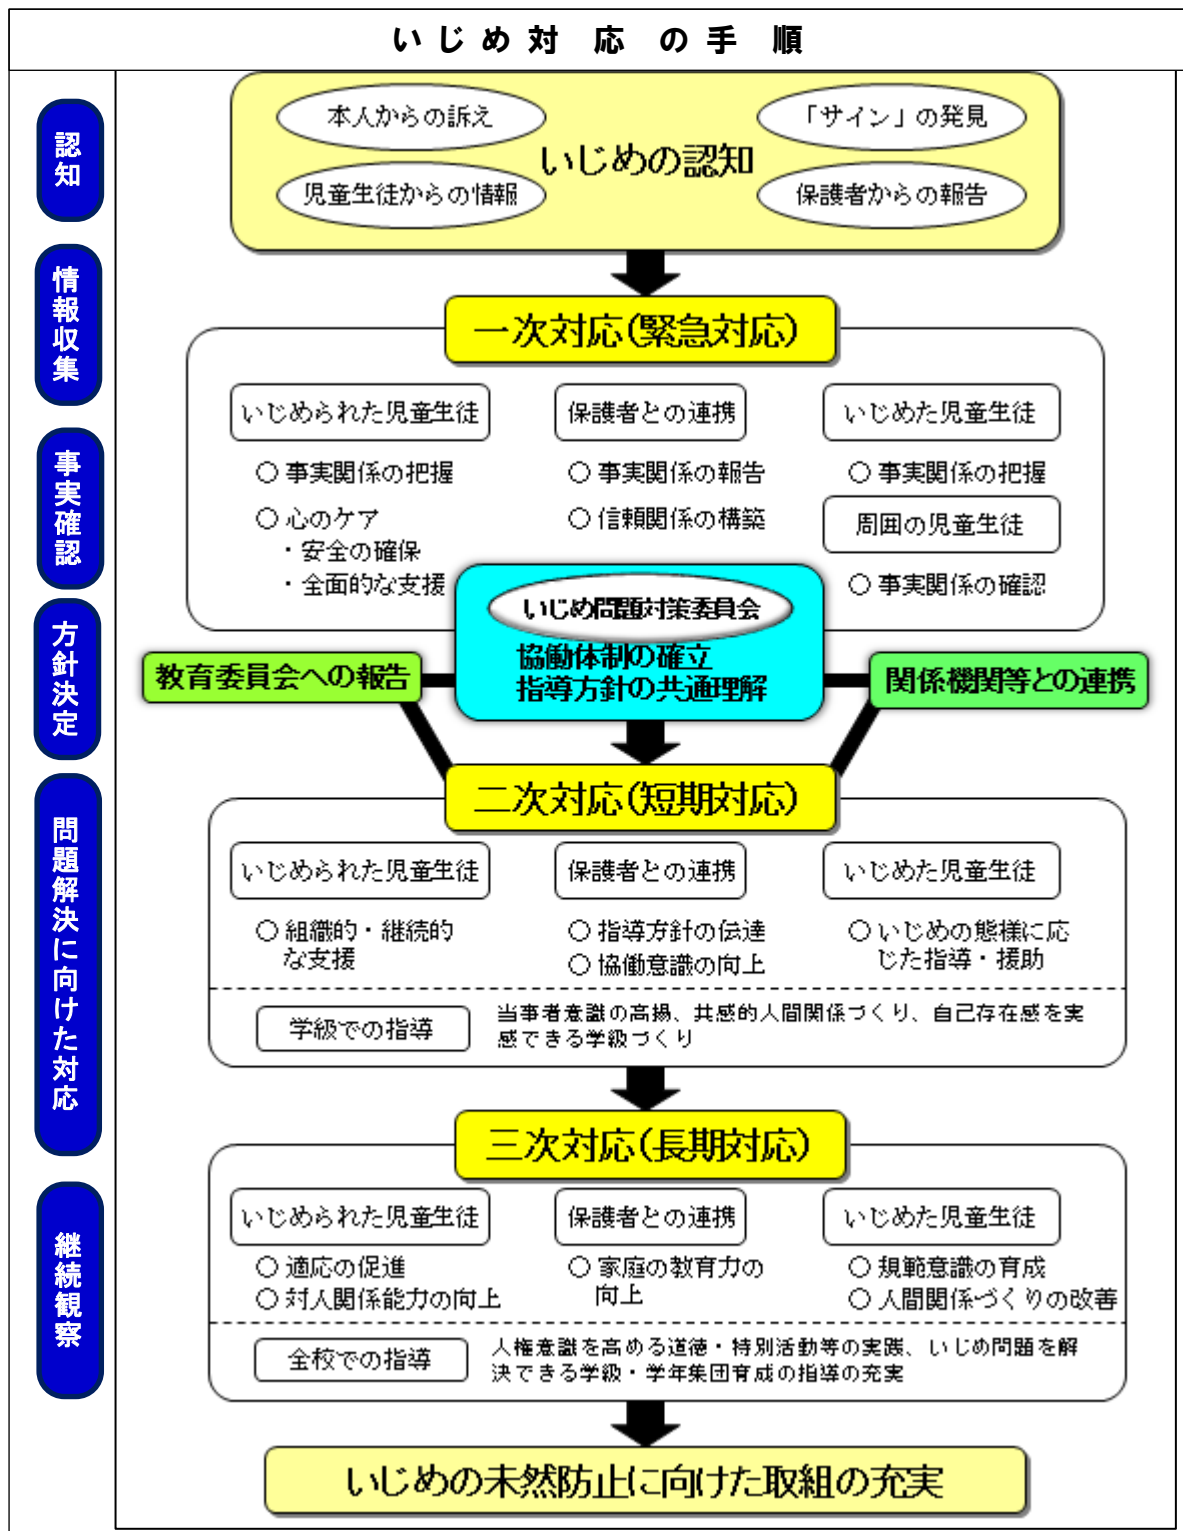 いじめ対応の手順
認知
本人からの訴え
「サイン」の発見
いじめの認知
児童生徒からの情報
保護者からの報告
情報収集
一次対応(緊急対応)
いじめられた児童生徒
保護者との連携
いじめた児童生徒
事実確認
○ 事実関係の把握
○ 事実関係の報告
○ 事実関係の把握
○ 心のケア
・安全の確保
・全面的な支援
○ 信頼関係の構築
周囲の児童生徒
○ 事実関係の確認
方針決定
いじめ問題対策委員会
協働体制の確立
指導方針の共通理解
教育委員会への報告
関係機関等との連携
問題解決に向けた対応
二次対応(短期対応)
いじめられた児童生徒
保護者との連携
いじめた児童生徒
○ 組織的・継続的
な支援
○ 指導方針の伝達
○ 協働意識の向上
○ いじめの態様に応
じた指導・援助
学級での指導
当事者意識の高揚、共感的人間関係づくり、自己存在感を実
感できる学級づくり
三次対応(長期対応)
継続観察
いじめられた児童生徒
保護者との連携
いじめた児童生徒
○ 適応の促進
○ 対人関係能力の向上
○ 家庭の教育力の
向上
○ 規範意識の育成
○ 人間関係づくりの改善
全校での指導
人権意識を高める道徳・特別活動等の実践、いじめ問題を解
決できる学級・学年集団育成の指導の充実
いじめの未然防止に向けた取組の充実